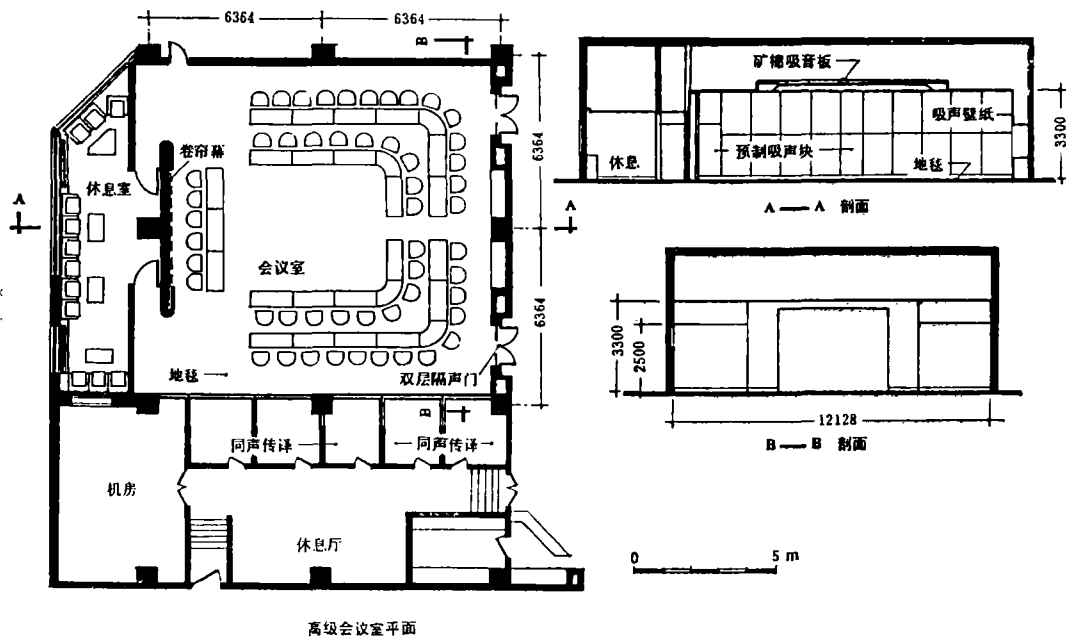 6364
6364
B
矿棉吸音板
吸声壁纸
预制吸声块
休息
地毯
3300
A — A 剖面
卷帘幕
休息室
A
A
会议室
6364
6364
地毯
双层隔声门
B
同声传译
同声传译
机房
休息厅
3300
2500
12128
B — B 剖面
0
5 m
高级会议室平面